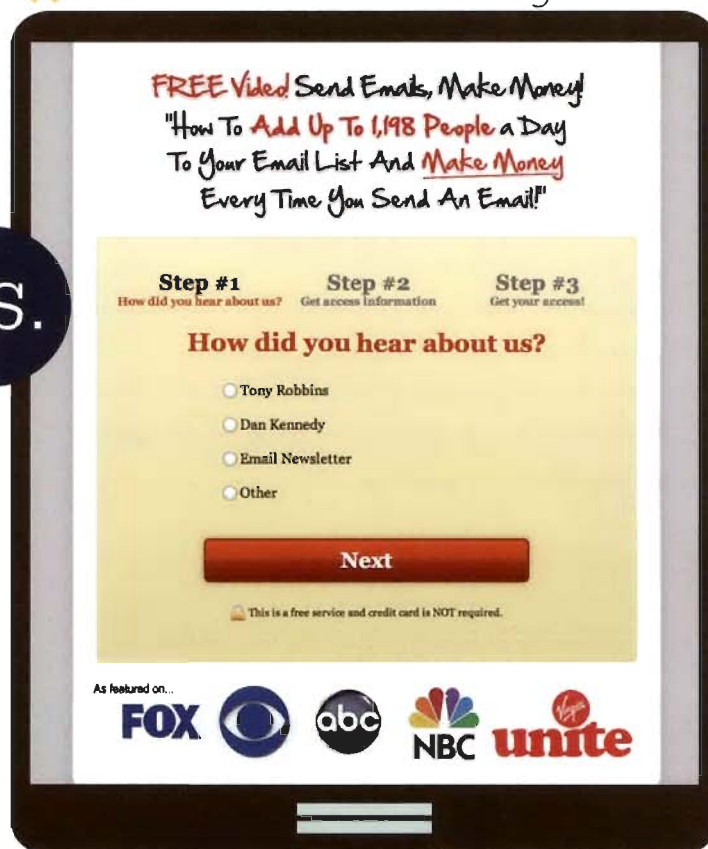 FREE Video! Send Emails, Make Money!
"How To Add Up To 1,198 People a Day
To Your Email List And Make Money
Every Time You Send An Email!"
S.
Step #1 Step #2 Step #3
How did you hear about us? Get access information Get your access!
How did you hear about us?
Tony Robbins
Dan Kennedy
Email Newsletter
Other
Next
This is a free service and credit card is NOT required.
As featured on...
FOX abc NBC Virgin unite